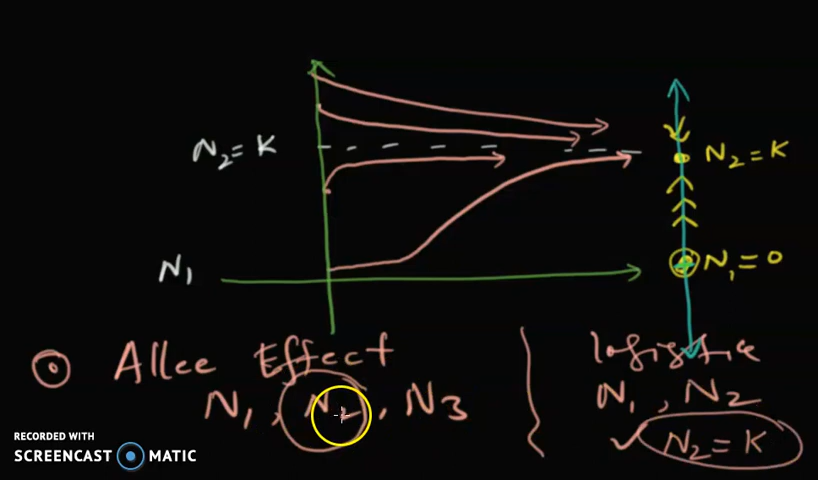 N₂ = K
N₂ = K
N₁
N₁ = 0
Allee Effect
logistic
N₁, N₂, N₃
N₁, N₂
N₂ = K
RECORDED WITH
SCREENCAST MATIC